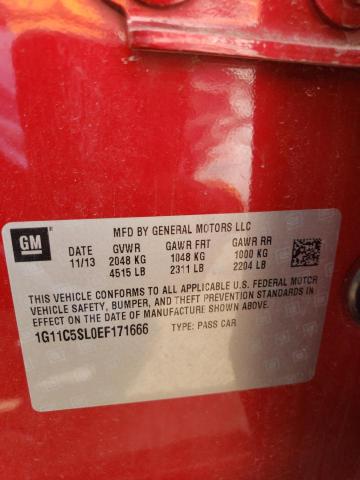 MFD BY GENERAL MOTORS LLC
GM DATE GVWR GAWR FRT GAWR RR
11/13 2048 KG 1048 KG 1000 KG
4515 LB 2311 LB 2204 LB
THIS VEHICLE CONFORMS TO ALL APPLICABLE U.S. FEDERAL MOTOR
VEHICLE SAFETY, BUMPER, AND THEFT PREVENTION STANDARDS IN
EFFECT ON THE DATE OF MANUFACTURE SHOWN ABOVE.
1G11C5SL0EF171666 TYPE: PASS CAR